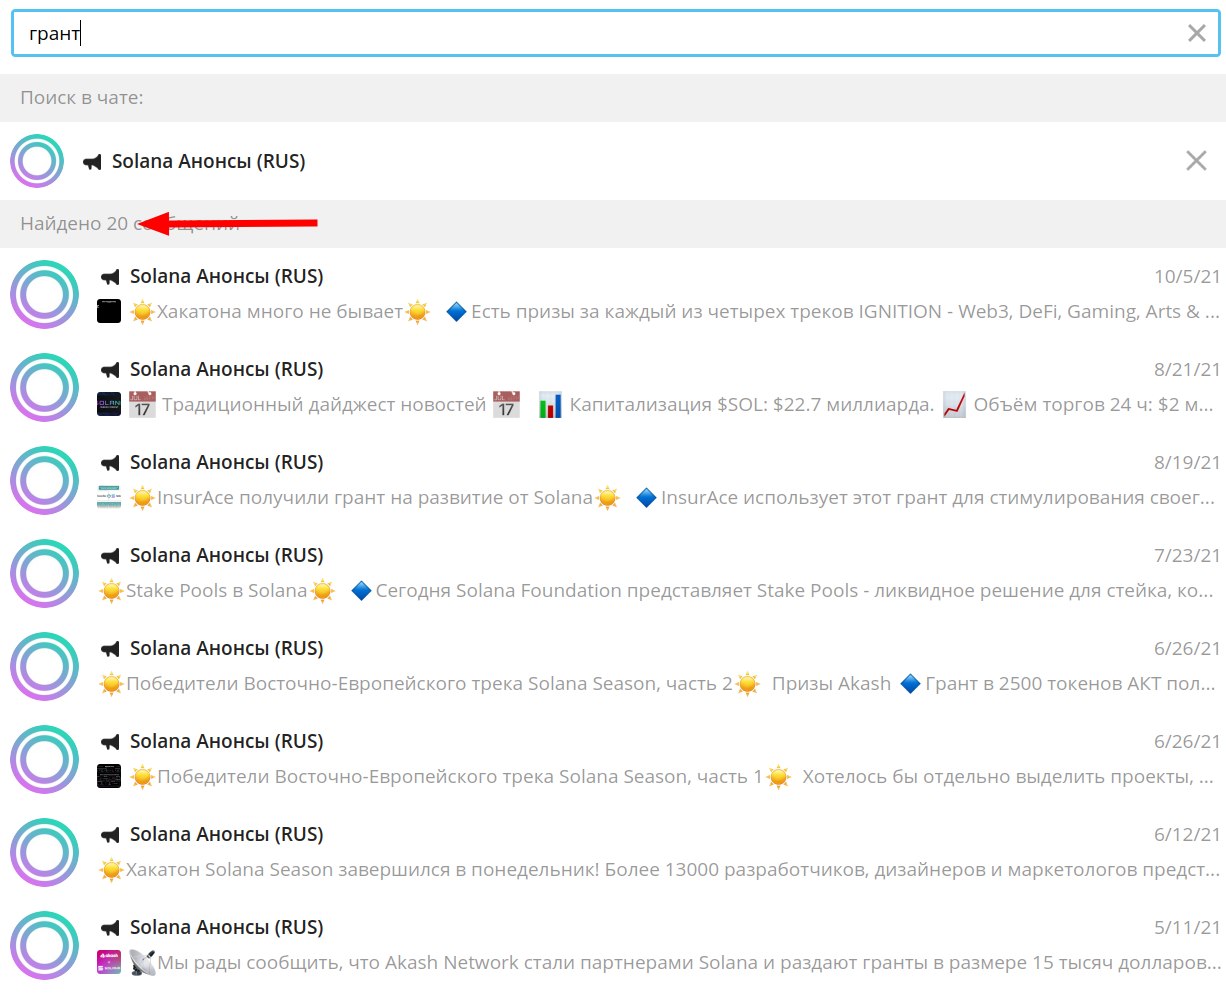 грант
Поиск в чате:
Solana Анонсы (RUS)
Найдено 20 сообщений
Solana Анонсы (RUS) 10/5/21
☀️Хакатона много не бывает☀️ 🔷Есть призы за каждый из четырех треков IGNITION - Web3, DeFi, Gaming, Arts & ...
Solana Анонсы (RUS) 8/21/21
📅 Традиционный дайджест новостей 📅 📊 Капитализация $SOL: $22.7 миллиарда. 📈 Объём торгов 24 ч: $2 м...
Solana Анонсы (RUS) 8/19/21
☀️InsurAce получили грант на развитие от Solana☀️ 🔷InsurAce использует этот грант для стимулирования своег...
Solana Анонсы (RUS) 7/23/21
☀️Stake Pools в Solana☀️ 🔷Сегодня Solana Foundation представляет Stake Pools - ликвидное решение для стейка, ко...
Solana Анонсы (RUS) 6/26/21
☀️Победители Восточно-Европейского трека Solana Season, часть 2☀️ Призы Akash 🔷Грант в 2500 токенов АКТ пол...
Solana Анонсы (RUS) 6/26/21
☀️Победители Восточно-Европейского трека Solana Season, часть 1☀️ Хотелось бы отдельно выделить проекты, ...
Solana Анонсы (RUS) 6/12/21
☀️Хакатон Solana Season завершился в понедельник! Более 13000 разработчиков, дизайнеров и маркетологов предст...
Solana Анонсы (RUS) 5/11/21
📡Мы рады сообщить, что Akash Network стали партнерами Solana и раздают гранты в размере 15 тысяч долларов...